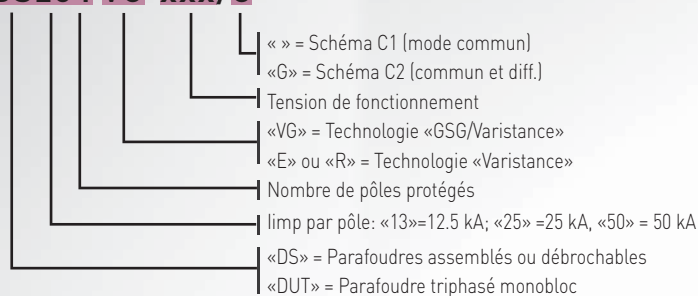 « » = Schéma C1 (mode commun)
«G» = Schéma C2 (commun et diff.)
Tension de fonctionnement
«VG» = Technologie «GSG/Varistance»
«E» ou «R» = Technologie «Varistance»
Nombre de pôles protégés
Iimp par pôle: «13»=12.5 kA; «25» =25 kA, «50» = 50 kA
«DS» = Parafoudres assemblés ou débrochables
«DUT» = Parafoudre triphasé monobloc